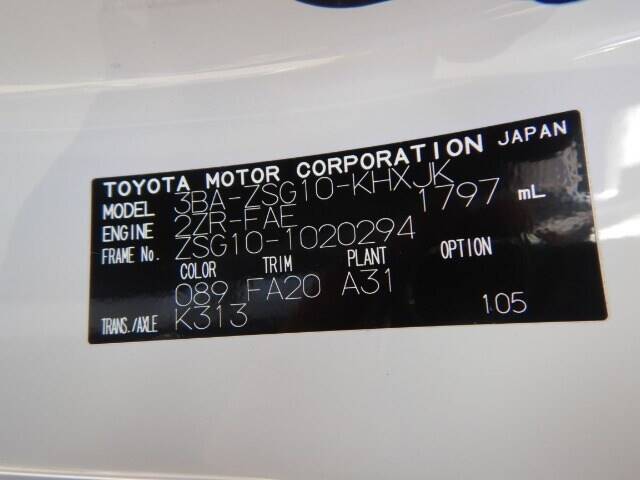 TOYOTA MOTOR CORPORATION JAPAN
MODEL 3BA-ZSG10-KHXJK
ENGINE 2ZR-FAE 1797 mL
FRAME No. ZSG10-1020294
COLOR TRIM PLANT OPTION
089 FA20 A31
TRANS./AXLE K313 105